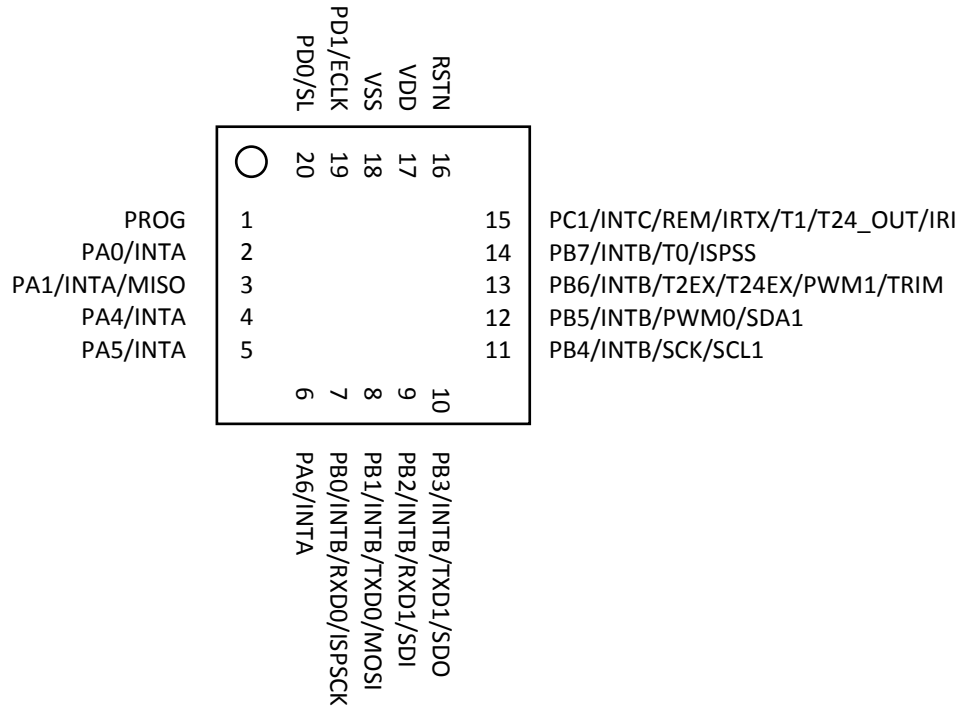 PD0/SL
PD1/ECLK
VSS
VDD
RSTN
20
19
18
17
16
PROG 1
PA0/INTA 2
PA1/INTA/MISO 3
PA4/INTA 4
PA5/INTA 5
15 PC1/INTC/REM/IRTX/T1/T24_OUT/IRI
14 PB7/INTB/T0/ISPSS
13 PB6/INTB/T2EX/T24EX/PWM1/TRIM
12 PB5/INTB/PWM0/SDA1
11 PB4/INTB/SCK/SCL1
6
7
8
9
10
PA6/INTA
PB0/INTB/RXD0/ISPSCK
PB1/INTB/TXD0/MOSI
PB2/INTB/RXD1/SDI
PB3/INTB/TXD1/SDO